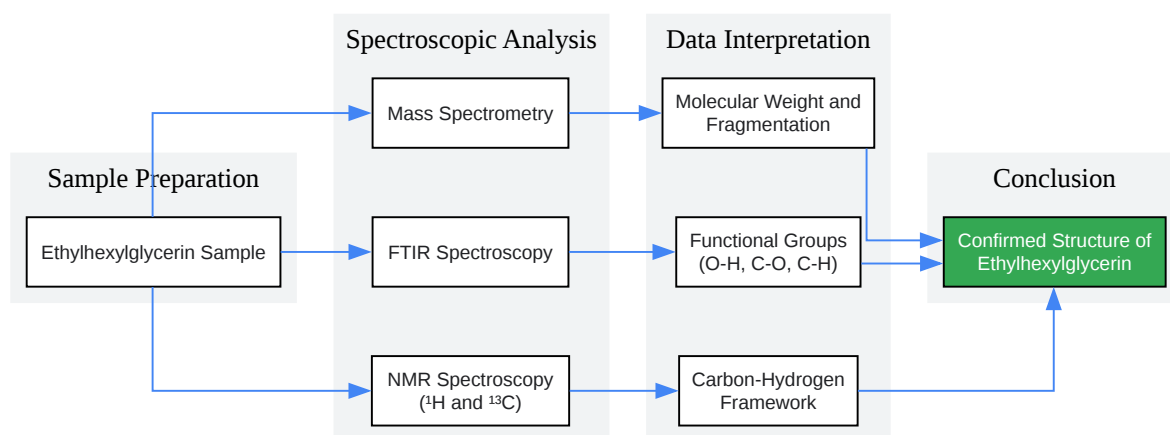 Spectroscopic Analysis
Data Interpretation
Mass Spectrometry
Molecular Weight and
Fragmentation
Sample Preparation
Conclusion
Ethylhexylglycerin Sample
FTIR Spectroscopy
Functional Groups
(O-H, C-O, C-H)
Confirmed Structure of
Ethylhexylglycerin
NMR Spectroscopy
(¹H and ¹³C)
Carbon-Hydrogen
Framework